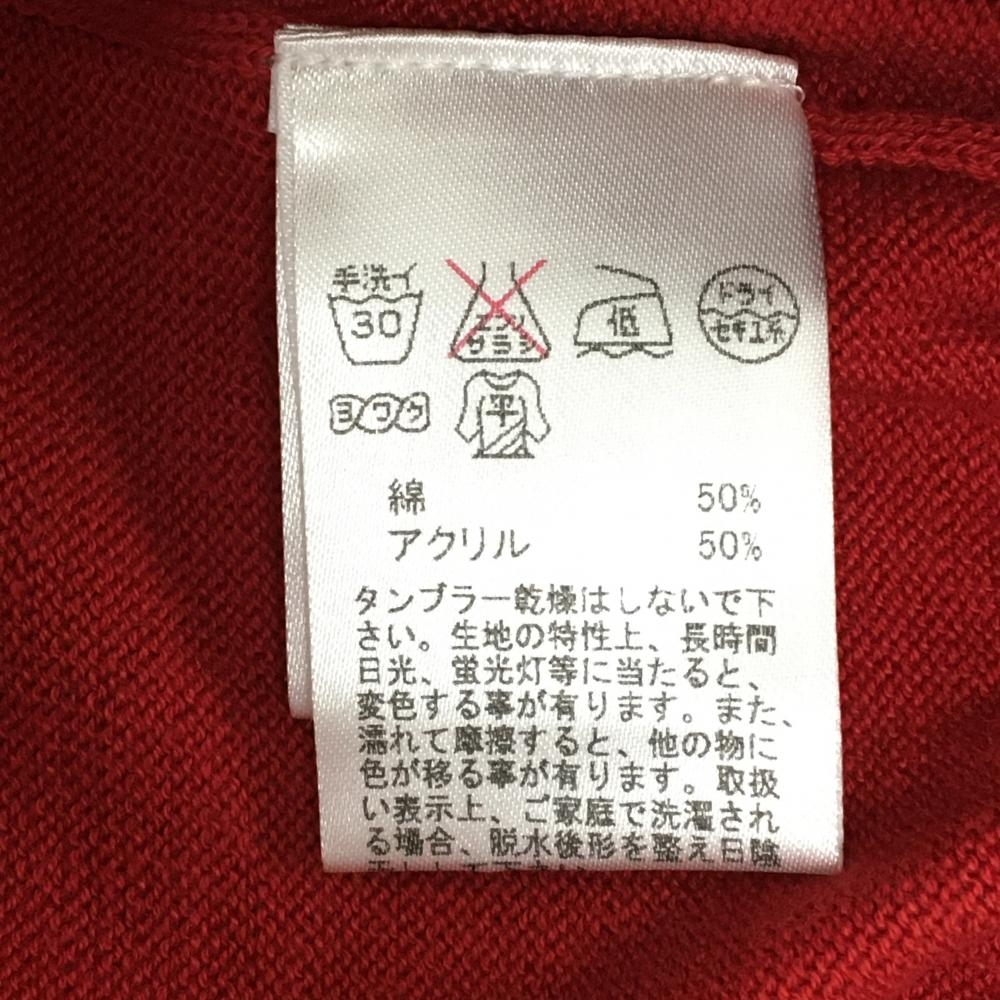 手洗イ
30
エンソ
サラシ
低
ドライ
セキユ系
ヨワク
平
綿 50%
アクリル 50%
タンブラー乾燥はしないで下
さい。生地の特性上、長時間
日光、蛍光灯等に当たると、
変色する事が有ります。また、
濡れて摩擦すると、他の物に
色が移る事が有ります。取扱
い表示上、ご家庭で洗濯され
る場合、脱水後形を整え日陰